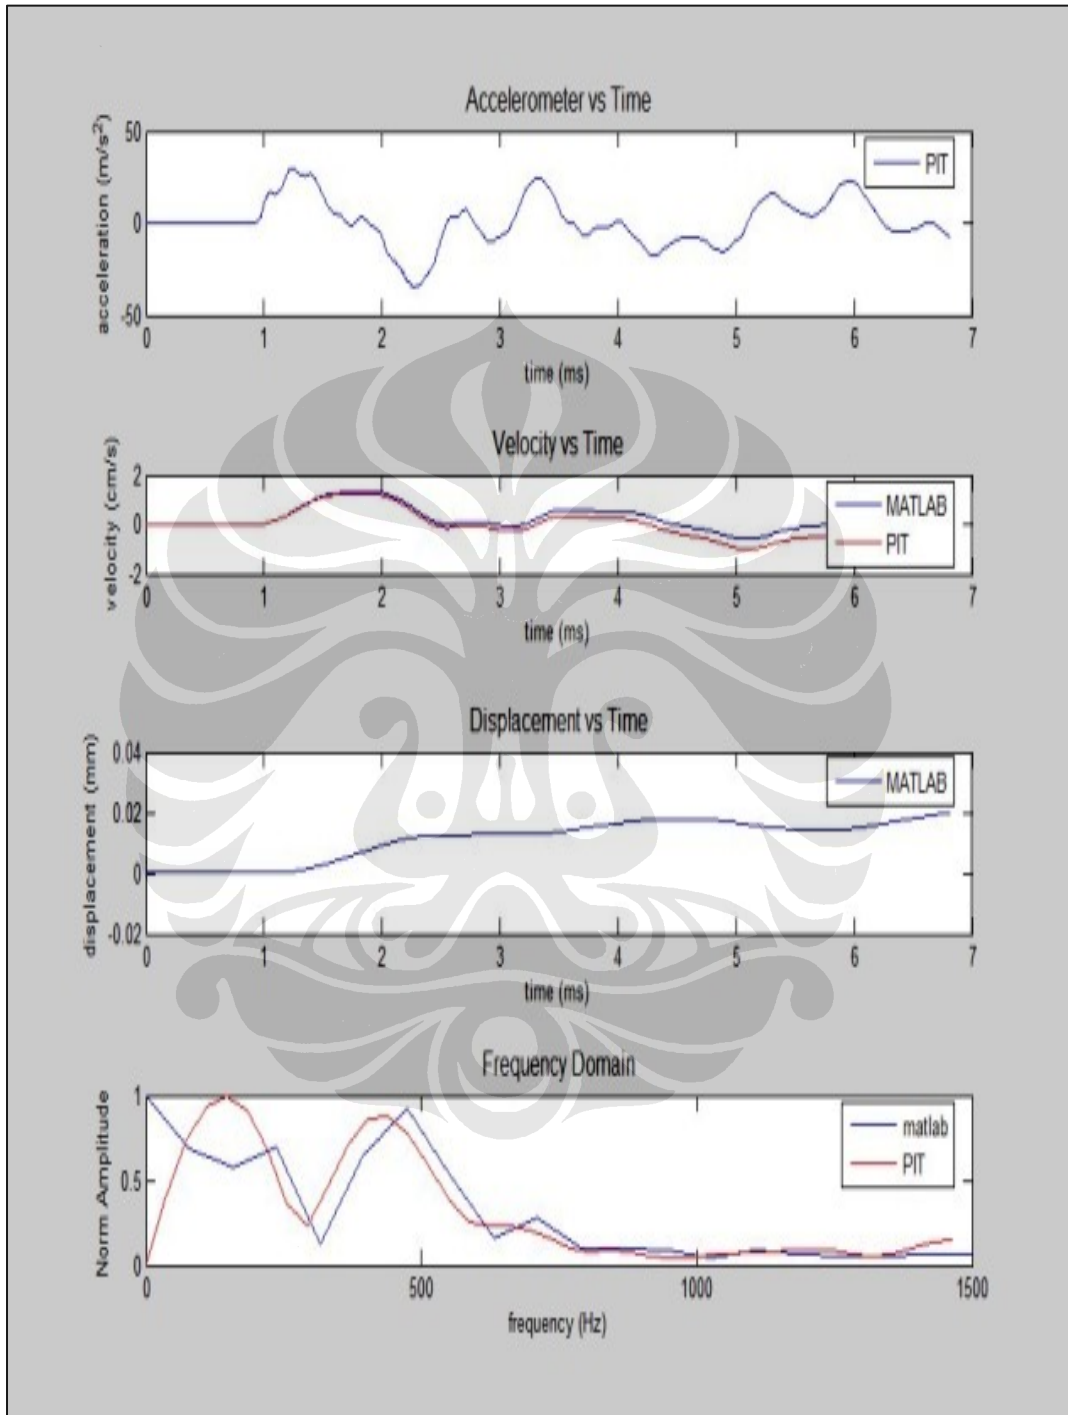 Accelerometer vs Time
acceleration (m/s²)
50
0
-50
PIT
0 1 2 3 4 5 6 7
time (ms)
Velocity vs Time
velocity (cm/s)
2
0
-2
MATLAB
PIT
0 1 2 3 4 5 6 7
time (ms)
Displacement vs Time
displacement (mm)
0.04
0.02
0
-0.02
MATLAB
0 1 2 3 4 5 6 7
time (ms)
Frequency Domain
Norm Amplitude
1
0.5
0
matlab
PIT
0 500 1000 1500
frequency (Hz)